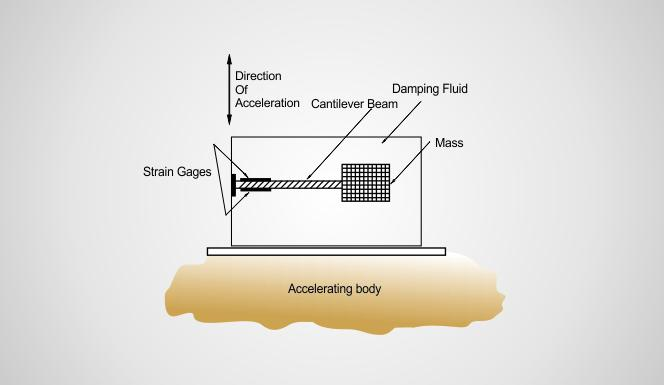 Direction
Of
Acceleration
Cantilever Beam
Damping Fluid
Mass
Strain Gages
Accelerating body